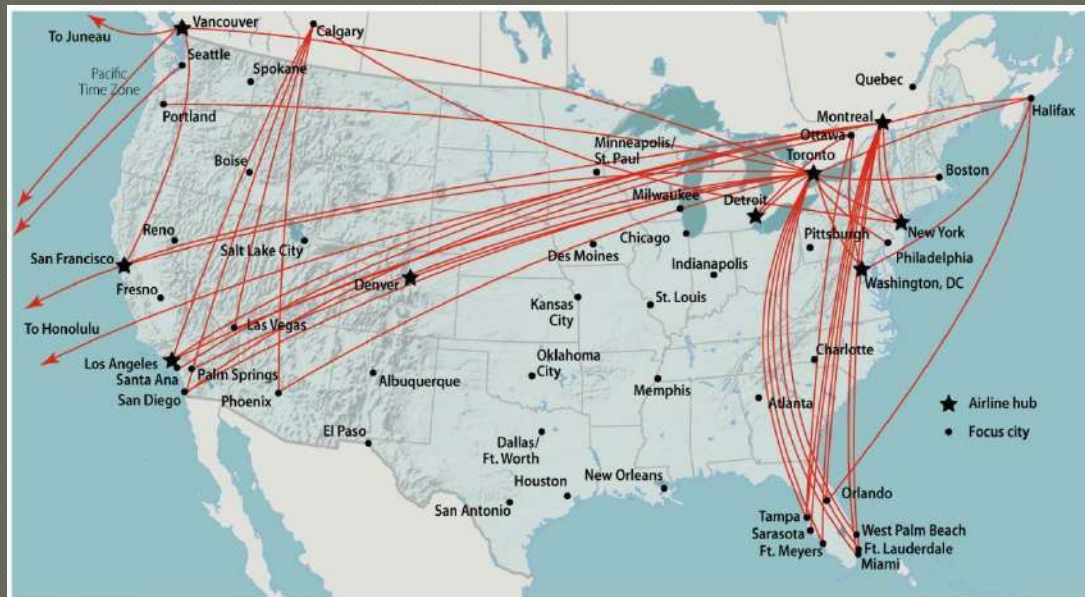 Vancouver
Calgary
To Juneau
Seattle
Pacific
Time Zone
Spokane
Quebec
Portland
Montreal
Halifax
Ottawa
Minneapolis/
St. Paul
Toronto
Boise
Boston
Milwaukee
Detroit
Reno
Salt Lake City
Chicago
Pittsburgh
New York
San Francisco
Des Moines
Philadelphia
Indianapolis
Denver
Washington, DC
Fresno
Kansas
City
St. Louis
To Honolulu
Las Vegas
Los Angeles
Santa Ana
Palm Springs
Oklahoma
City
Charlotte
San Diego
Phoenix
Albuquerque
Memphis
Atlanta
Airline hub
Focus city
El Paso
Dallas/
Ft. Worth
New Orleans
Houston
San Antonio
Orlando
Tampa
Sarasota
Ft. Meyers
West Palm Beach
Ft. Lauderdale
Miami